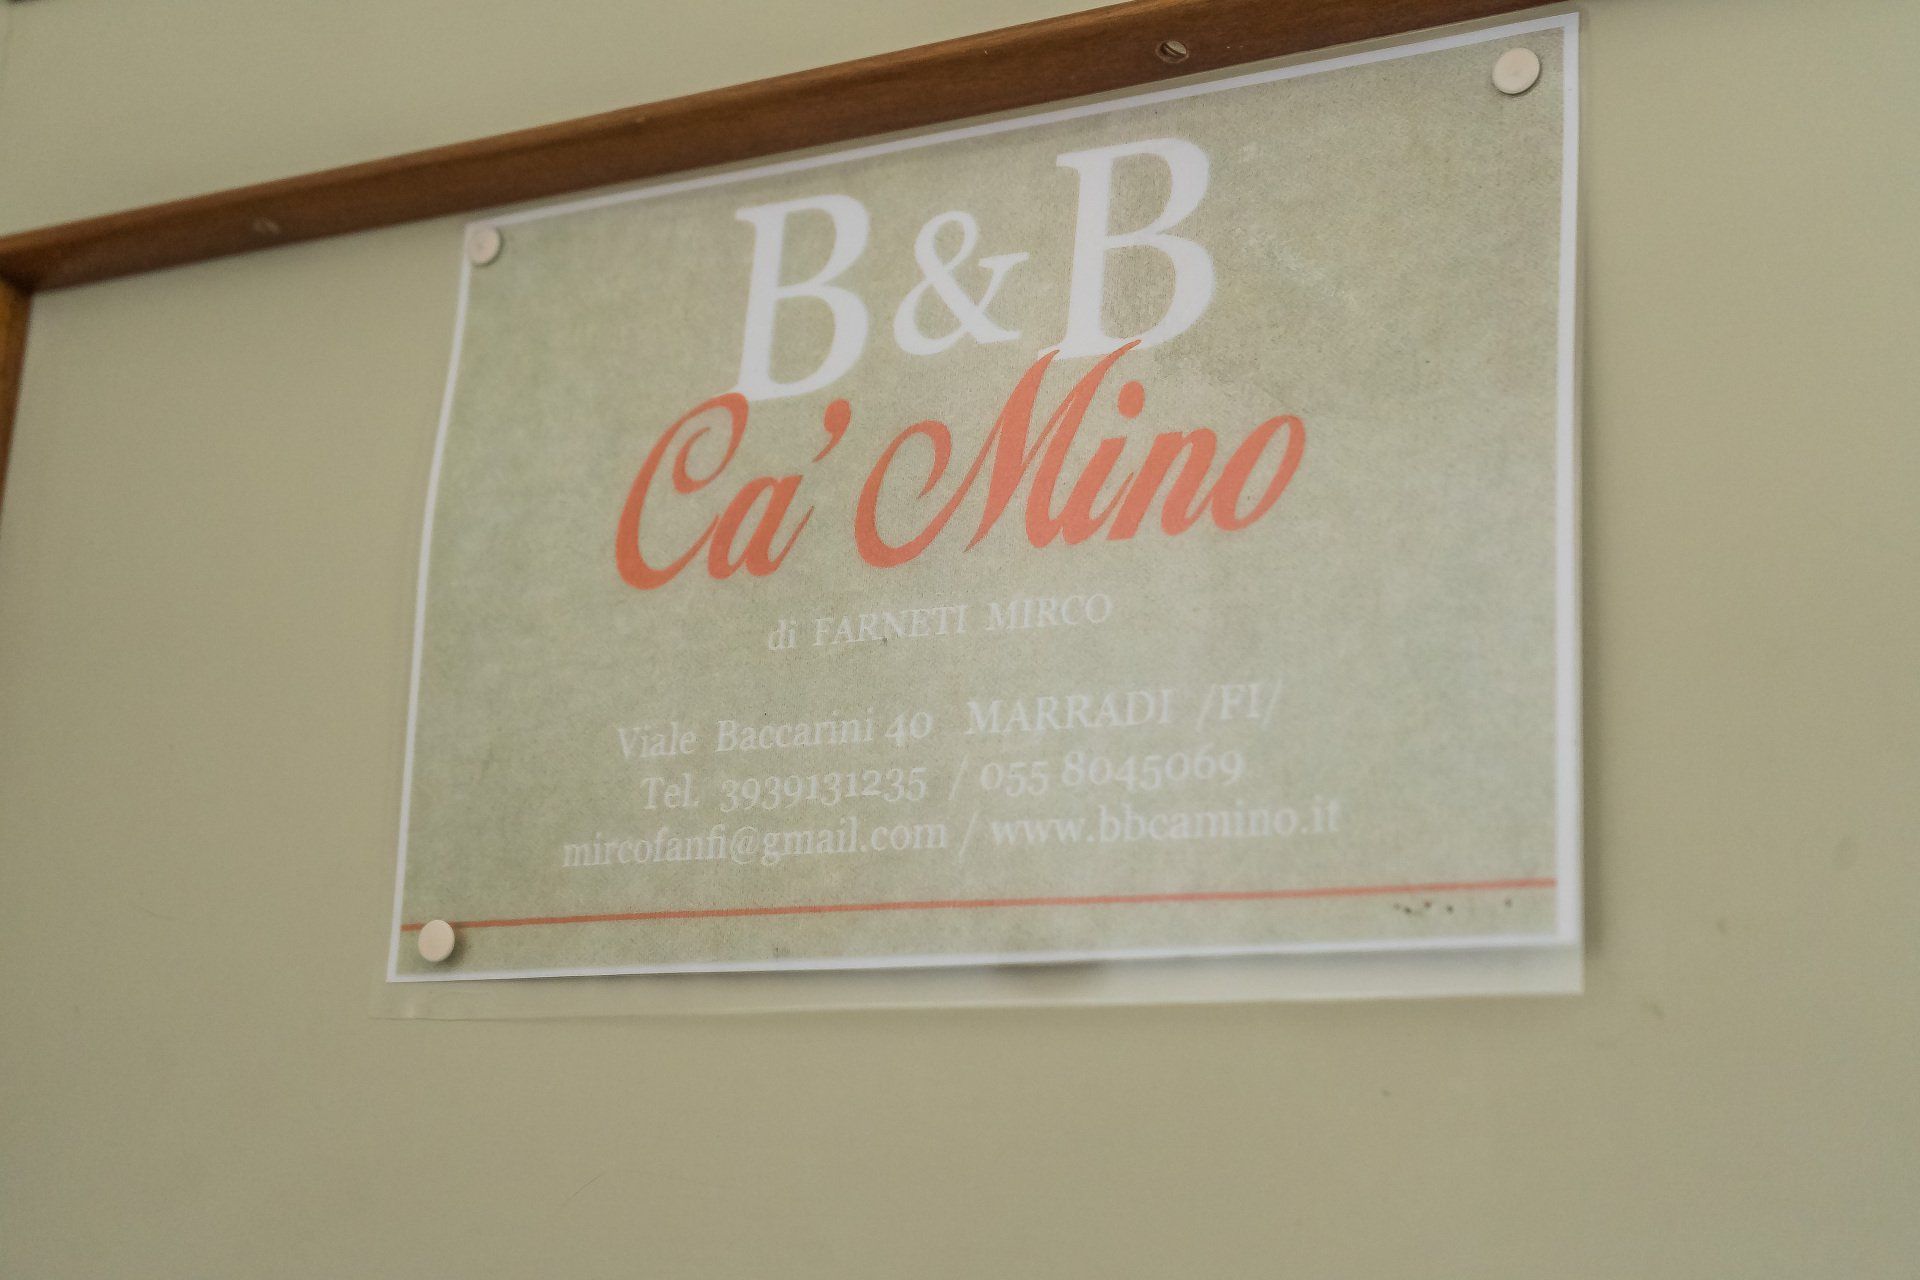 B&B
Ca' Mino
di FARNETI MIRCO
Viale Baccarini 40 MARRADI /FI/
Tel. 3939131235 / 055 8045069
mircofanfi@gmail.com / www.bbcamino.it